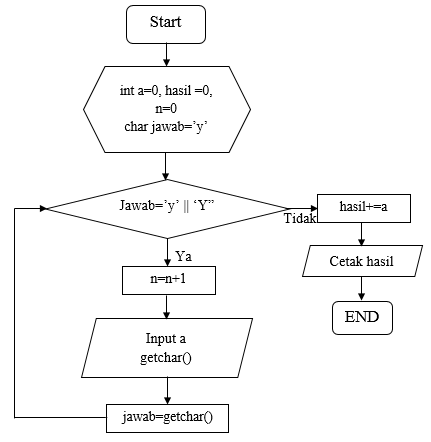 Start
int a=0, hasil =0,
n=0
char jawab=’y’
Jawab=’y’ || ‘Y”
Tidak
hasil+=a
Cetak hasil
END
Ya
n=n+1
Input a
getchar()
jawab=getchar()